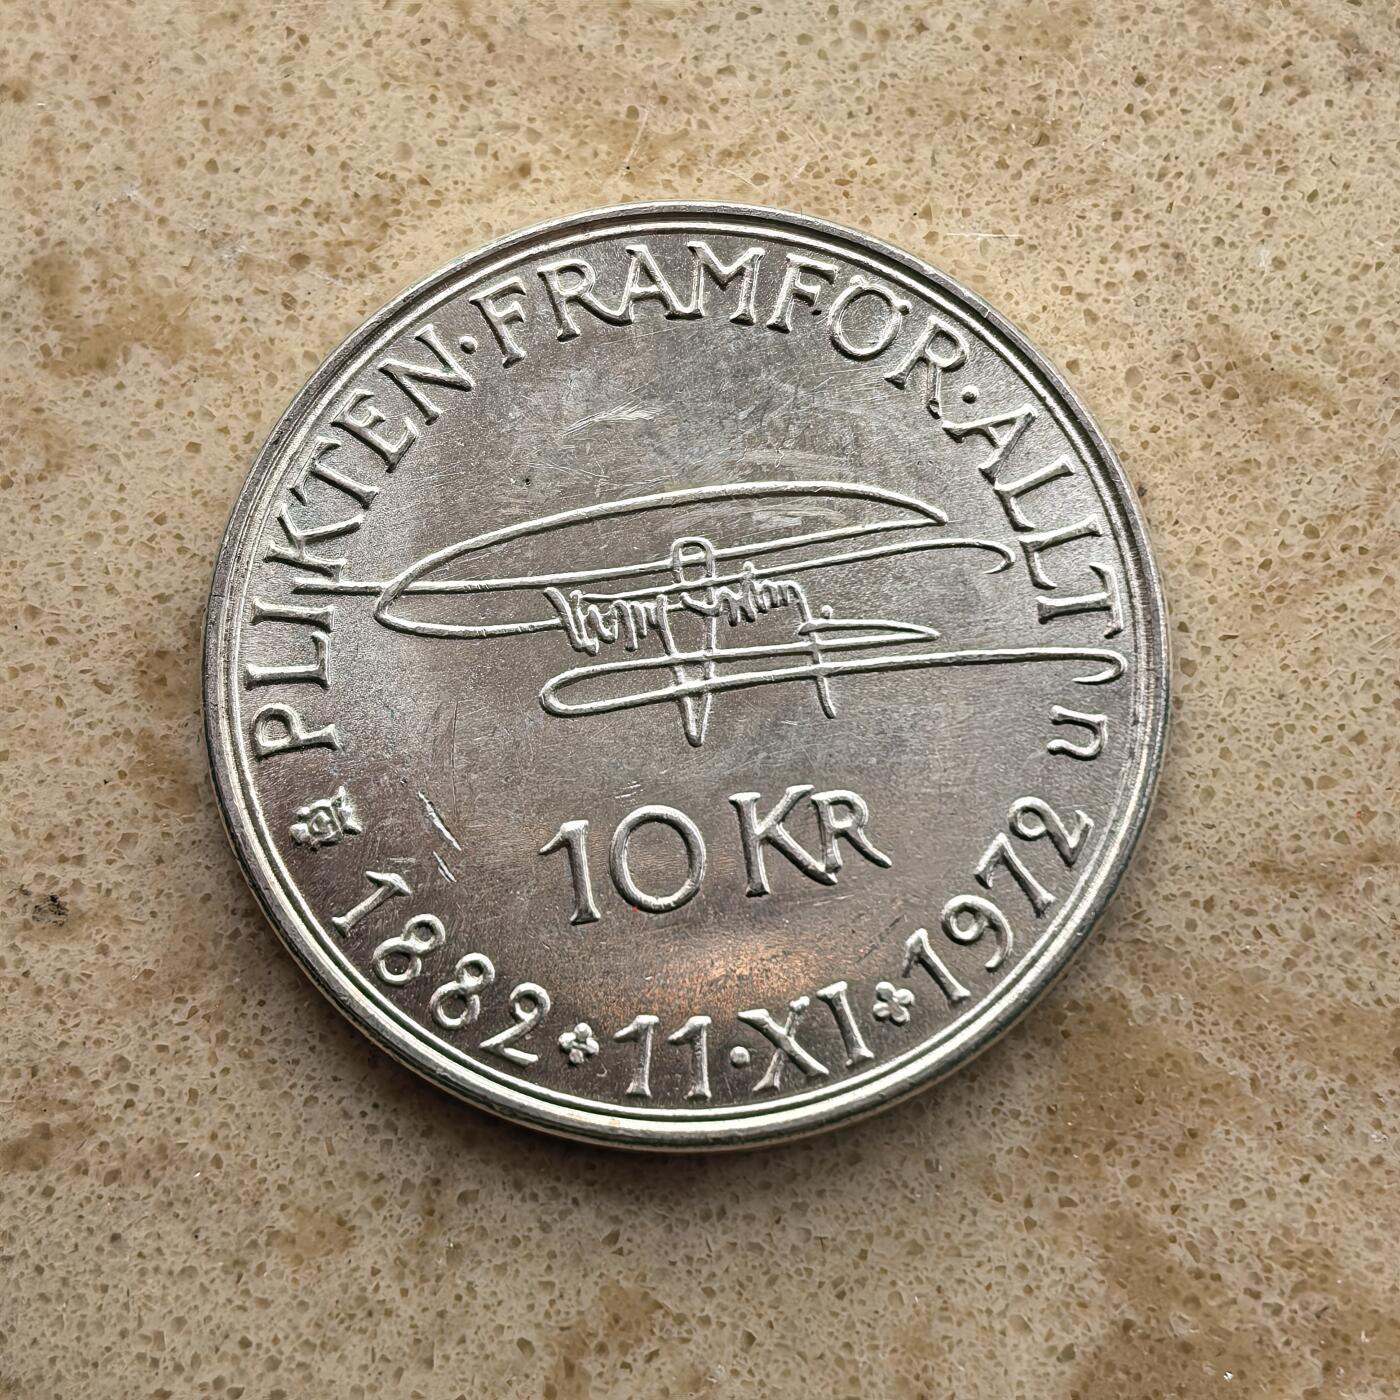 PLIKTEN·FRAMFÖR·ALLT
10 KR
1882 11·XI 1972
U